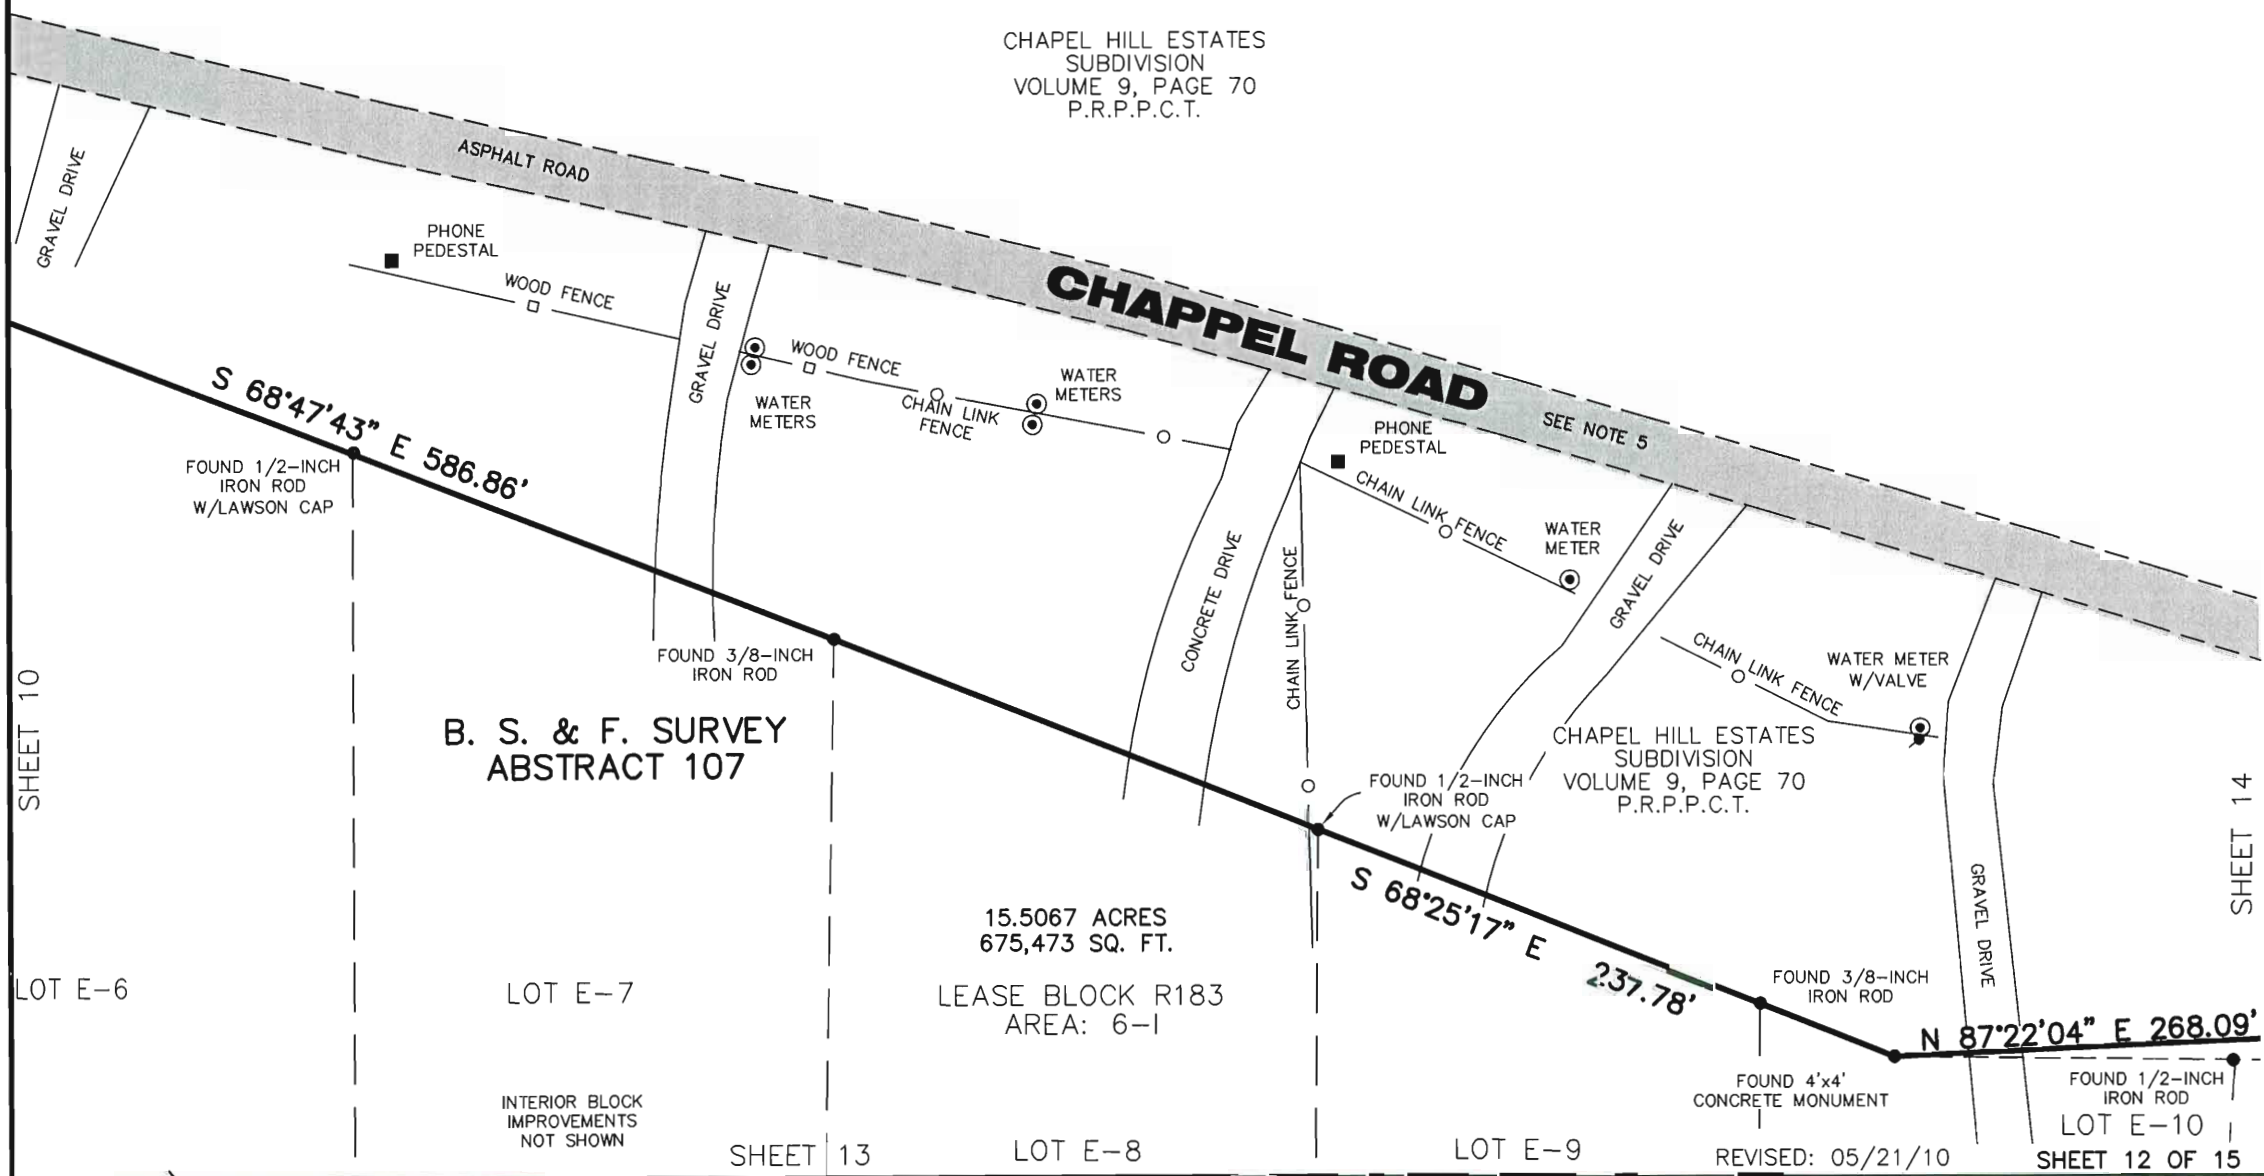 CHAPEL HILL ESTATES
SUBDIVISION
VOLUME 9, PAGE 70
P.R.P.P.C.T.
ASPHALT ROAD
GRAVEL DRIVE
PHONE
PEDESTAL
WOOD FENCE
GRAVEL DRIVE
CHAPPEL ROAD
SEE NOTE 5
WOOD FENCE
WATER
METERS
WATER
METERS
CHAIN LINK
FENCE
PHONE
PEDESTAL
CHAIN LINK FENCE
WATER
METER
S 68°47'43" E 586.86'
FOUND 1/2-INCH
IRON ROD
W/LAWSON CAP
CONCRETE DRIVE
CHAIN LINK FENCE
GRAVEL DRIVE
CHAIN LINK FENCE
WATER METER
W/VALVE
FOUND 3/8-INCH
IRON ROD
SHEET 10
B. S. & F. SURVEY
ABSTRACT 107
CHAPEL HILL ESTATES
SUBDIVISION
VOLUME 9, PAGE 70
P.R.P.P.C.T.
FOUND 1/2-INCH
IRON ROD
W/LAWSON CAP
SHEET 14
S 68°25'17" E 237.78'
GRAVEL DRIVE
15.5067 ACRES
675,473 SQ. FT.
LOT E-6
LOT E-7
LEASE BLOCK R183
AREA: 6-I
FOUND 3/8-INCH
IRON ROD
N 87°22'04" E 268.09'
FOUND 4'x4'
CONCRETE MONUMENT
FOUND 1/2-INCH
IRON ROD
INTERIOR BLOCK
IMPROVEMENTS
NOT SHOWN
LOT E-10
SHEET 13
LOT E-8
LOT E-9
REVISED: 05/21/10
SHEET 12 OF 15